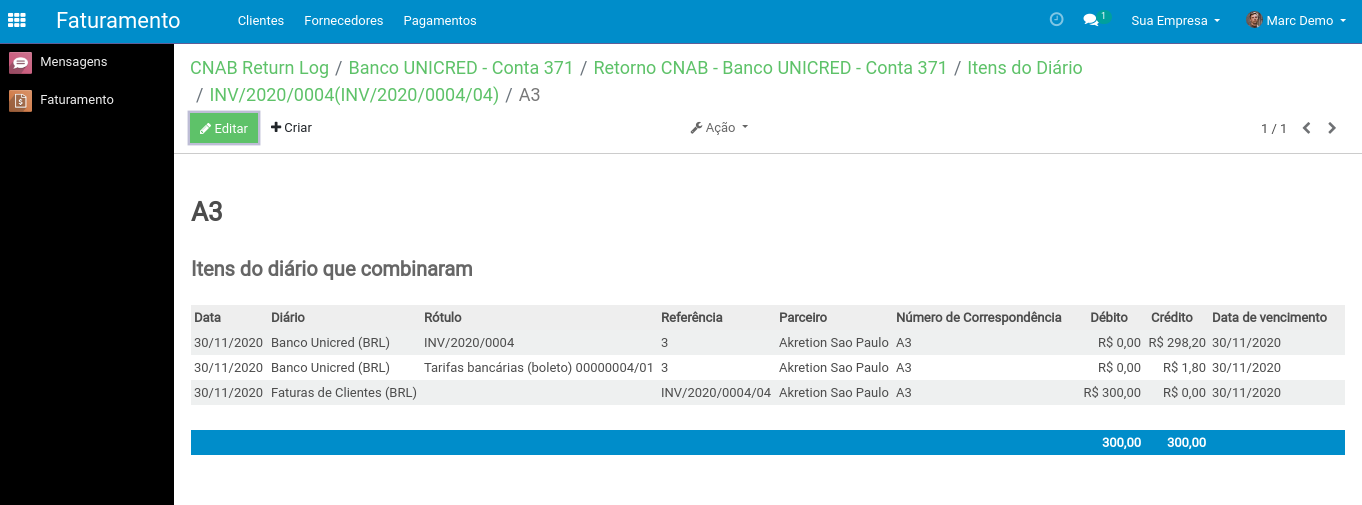 Faturamento Clientes Fornecedores Pagamentos 1 Sua Empresa Marc Demo
Mensagens
Faturamento
CNAB Return Log / Banco UNICRED - Conta 371 / Retorno CNAB - Banco UNICRED - Conta 371 / Itens do Diário
/ INV/2020/0004(INV/2020/0004/04) / A3
Editar Criar Ação 1 / 1
A3
Itens do diário que combinaram
Data Diário Rótulo Referência Parceiro Número de Correspondência Débito Crédito Data de vencimento
30/11/2020 Banco Unicred (BRL) INV/2020/0004 3 Akretion Sao Paulo A3 R$ 0,00 R$ 298,20 30/11/2020
30/11/2020 Banco Unicred (BRL) Tarifas bancárias (boleto) 00000004/01 3 Akretion Sao Paulo A3 R$ 0,00 R$ 1,80 30/11/2020
30/11/2020 Faturas de Clientes (BRL) INV/2020/0004/04 Akretion Sao Paulo A3 R$ 300,00 R$ 0,00 30/11/2020
300,00 300,00